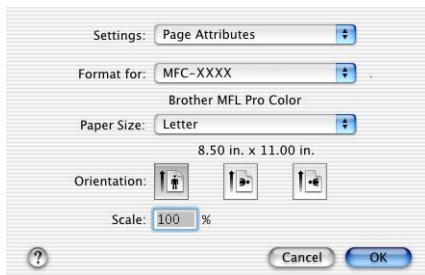 Settings: Page Attributes
Format for: MFC-XXXX
Brother MFL Pro Color
Paper Size: Letter
8.50 in. x 11.00 in.
Orientation:
Scale: 100 %
? Cancel OK